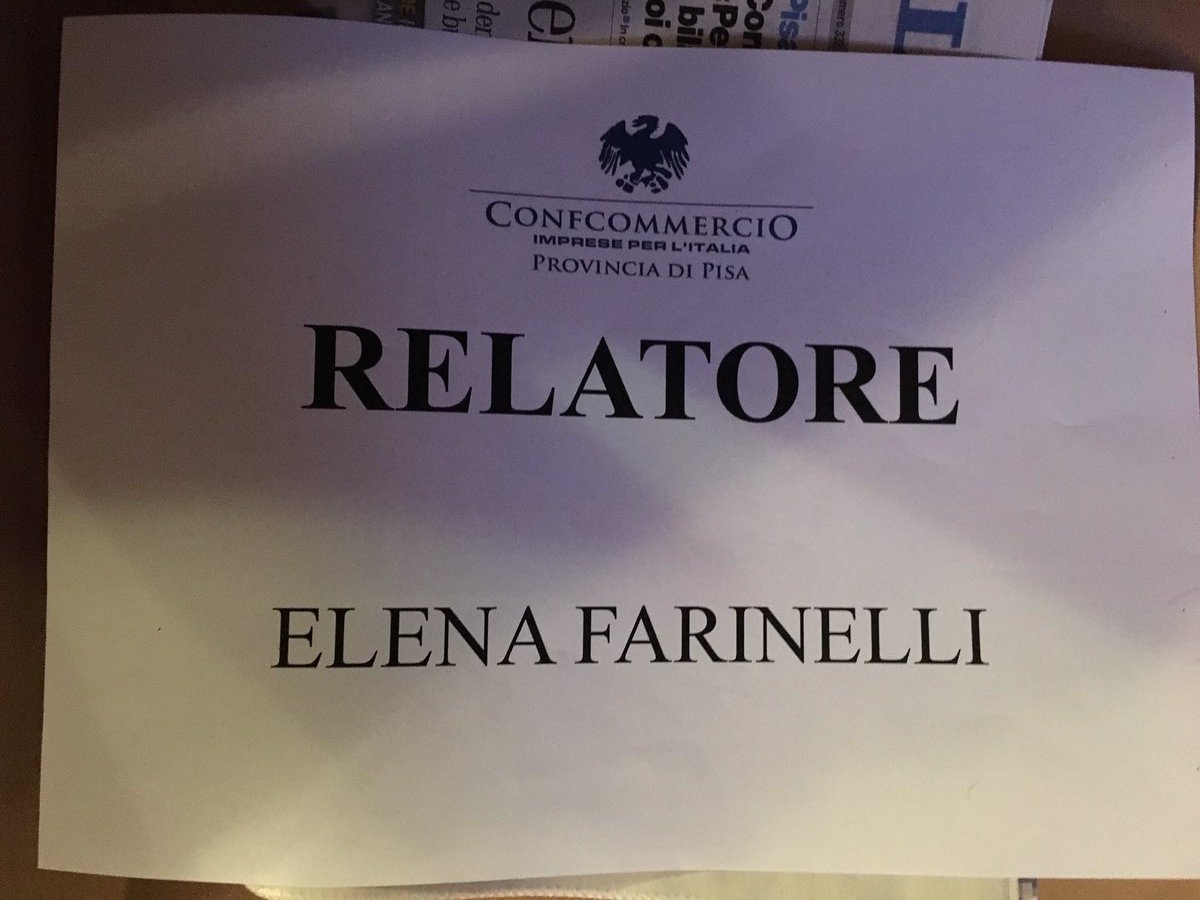 CONFCOMMERCIO
IMPRESE PER L'ITALIA
PROVINCIA DI PISA
RELATORE
ELENA FARINELLI